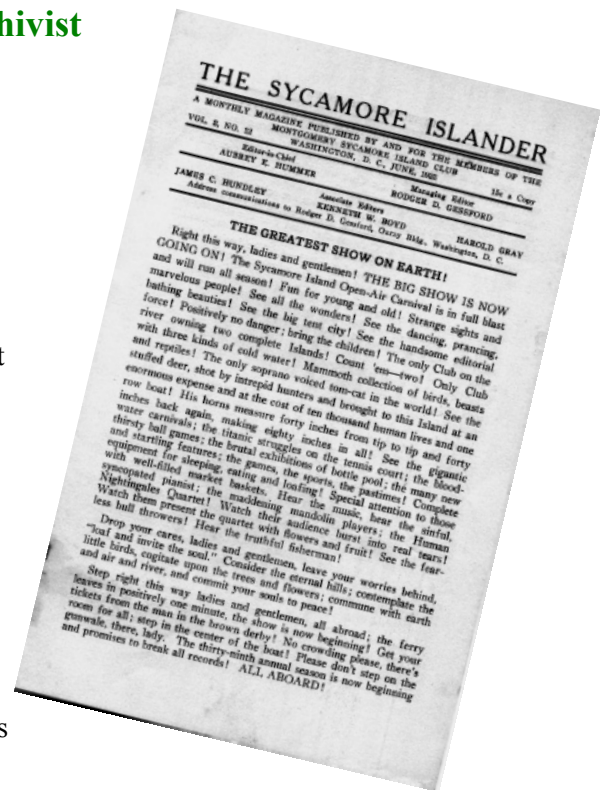 hivist
THE SYCAMORE ISLANDER
A MONTHLY MAGAZINE PUBLISHED BY AND FOR THE MEMBERS OF THE
MONTGOMERY SYCAMORE ISLAND CLUB
VOL. NO. WASHINGTON, D. C., JUNE, 15c a Copy
Editor-in-Chief Managing Editor
AUBREY E. HUMMER RODGER D. GESSFORD
Associate Editors
JAMES C. HUNDLEY KENNETH W. BOYD HAROLD GRAY
Address communications to Rodger D. Gessford, Bldg., Washington, D. C.
THE GREATEST SHOW ON EARTH!
Right this way, ladies and gentlemen! THE BIG SHOW IS NOW
GOING ON! The Sycamore Island Open-Air Carnival is in full blast
and will run all season! Fun for young and old! Strange sights and
marvelous people! See all the wonders! See the dancing, prancing,
bathing beauties! See the big tent city! See the handsome editorial
force! Positively no danger; bring the children! The only Club on the
river owning two complete Islands! Count 'em—two! Only Club
with three kinds of cold water! Mammoth collection of birds, beasts
and reptiles! The only soprano voiced tom-cat in the world! See the
stuffed deer, shot by intrepid hunters and brought to this Island at an
enormous expense and at the cost of ten thousand human lives and one
row boat! His horns measure forty inches from tip to tip and forty
inches back again, making eighty inches in all! See the gigantic
water carnivals; the titanic struggles on the tennis court; the blood-
thirsty ball games; the brutal exhibitions of bottle pool; the many new
and startling features; the games, the sports, the pastimes! Complete
equipment for sleeping, eating and loafing! Special attention to those
with well-filled market baskets. Hear the music, hear the sinful,
syncopated pianist; the maddening mandolin players; the Human
Nightingales Quartet! Watch their audience burst into real tears!
Watch them present the quartet with flowers and fruit! See the fear-
less bull throwers! Hear the truthful fisherman!
Drop your cares, ladies and gentlemen, leave your worries behind,
"loaf and invite the soul." Consider the eternal hills; contemplate the
little birds, cogitate upon the trees and flowers; commune with earth
and air and river, and commit your souls to peace!
Step right this way ladies and gentlemen, all abroad; the ferry
leaves in positively one minute, the show is now beginning! Get your
tickets from the man in the brown derby! No crowding please, there's
room for all; step in the center of the boat! Please don't step on the
gunwale, there, lady. The thirty-ninth annual season is now beginning
and promises to break all records! ALL ABOARD!
t
s